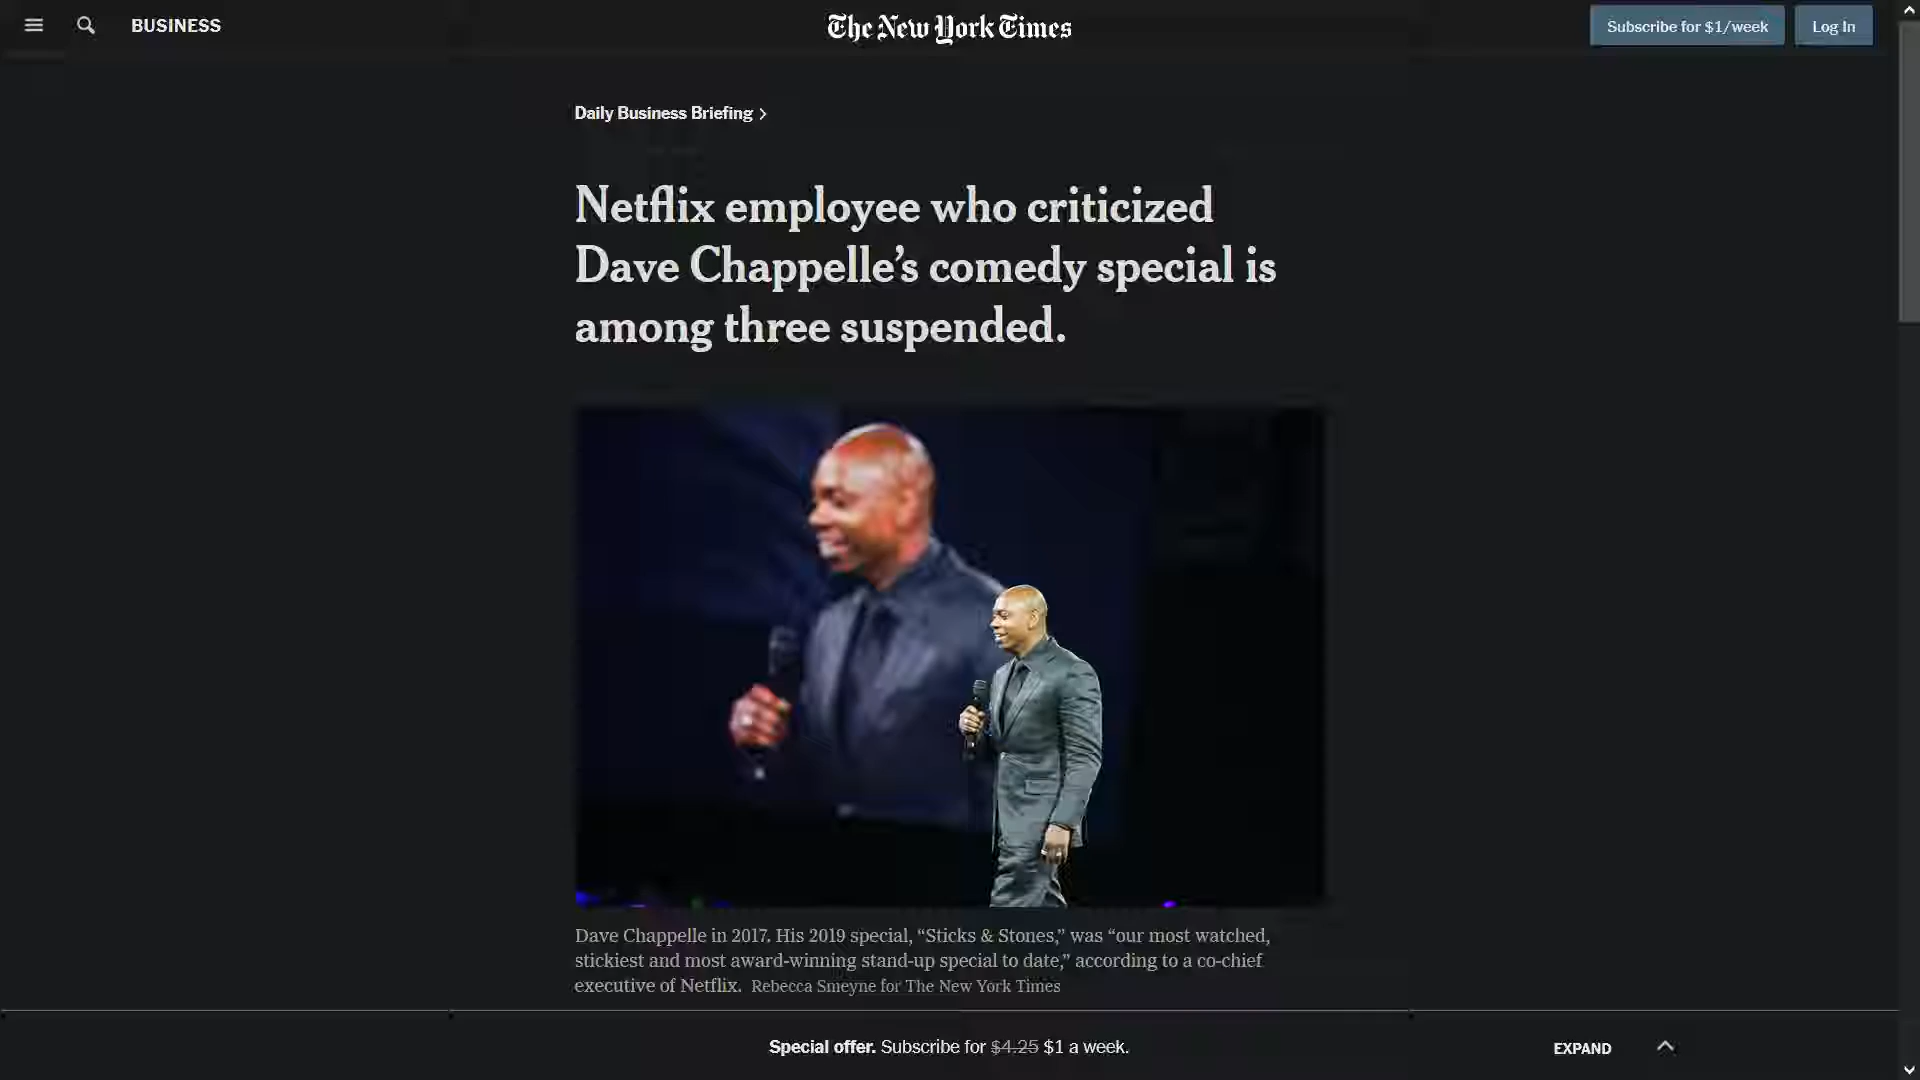 BUSINESS
The New York Times
Subscribe for $1/week
Log In
Daily Business Briefing >
Netflix employee who criticized
Dave Chappelle’s comedy special is
among three suspended.
Dave Chappelle in 2017. His 2019 special, “Sticks & Stones,” was “our most watched,
stickiest and most award-winning stand-up special to date,” according to a co-chief
executive of Netflix. Rebecca Smeyne for The New York Times
Special offer. Subscribe for $4.25 $1 a week.
EXPAND